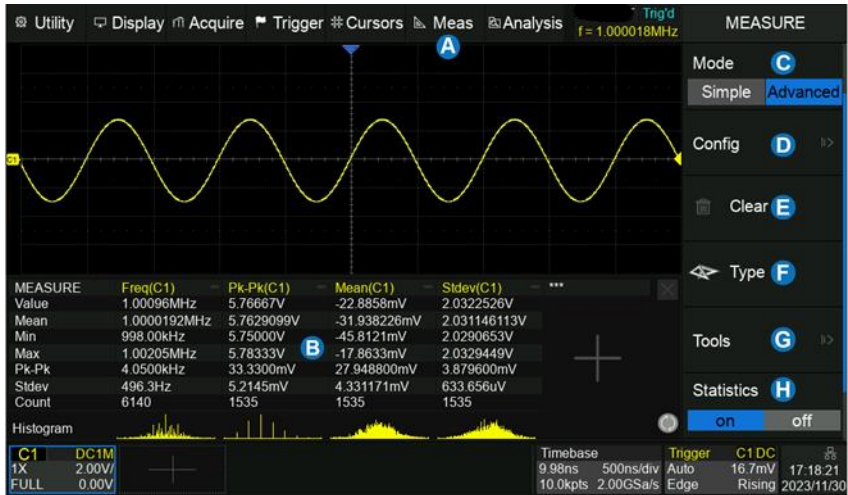 Utility Display Acquire Trigger Cursors Meas Analysis Trig'd MEASURE
f = 1.000018MHz
A
Mode C
Simple Advanced
Config D
C1
Clear E
Type F
MEASURE Freq(C1) Pk-Pk(C1) Mean(C1) Stdev(C1) ***
Value 1.00096MHz 5.76667V -22.8858mV 2.0322526V
Mean 1.0000192MHz 5.7629099V -31.938226mV 2.031146113V
Min 998.00kHz 5.75000V -45.8121mV 2.0290653V
Max 1.00205MHz 5.78333V B -17.8633mV 2.0329449V
Pk-Pk 4.0500kHz 33.3300mV 27.948800mV 3.879600mV
Stdev 496.3Hz 5.2145mV 4.331171mV 633.656uV
Count 6140 1535 1535 1535
Histogram
Tools G
Statistics H
on off
C1 DC1M
1X 2.00V/
FULL 0.00V
Timebase
9.98ns 500ns/div
10.0kpts 2.00GSa/s
Trigger C1 DC
Auto 16.7mV
Edge Rising
17:18:21
2023/11/30